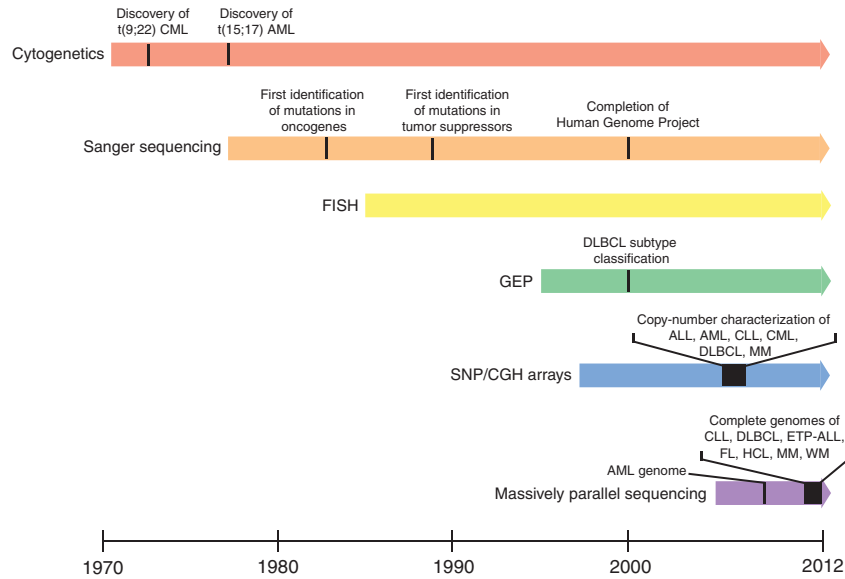 Discovery of
t(9;22) CML
Discovery of
t(15;17) AML
Cytogenetics
First identification
of mutations in
oncogenes
First identification
of mutations in
tumor suppressors
Completion of
Human Genome Project
Sanger sequencing
FISH
DLBCL subtype
classification
GEP
Copy-number characterization of
ALL, AML, CLL, CML,
DLBCL, MM
SNP/CGH arrays
Complete genomes of
CLL, DLBCL, ETP-ALL,
FL, HCL, MM, WM
AML genome
Massively parallel sequencing
1970
1980
1990
2000
2012